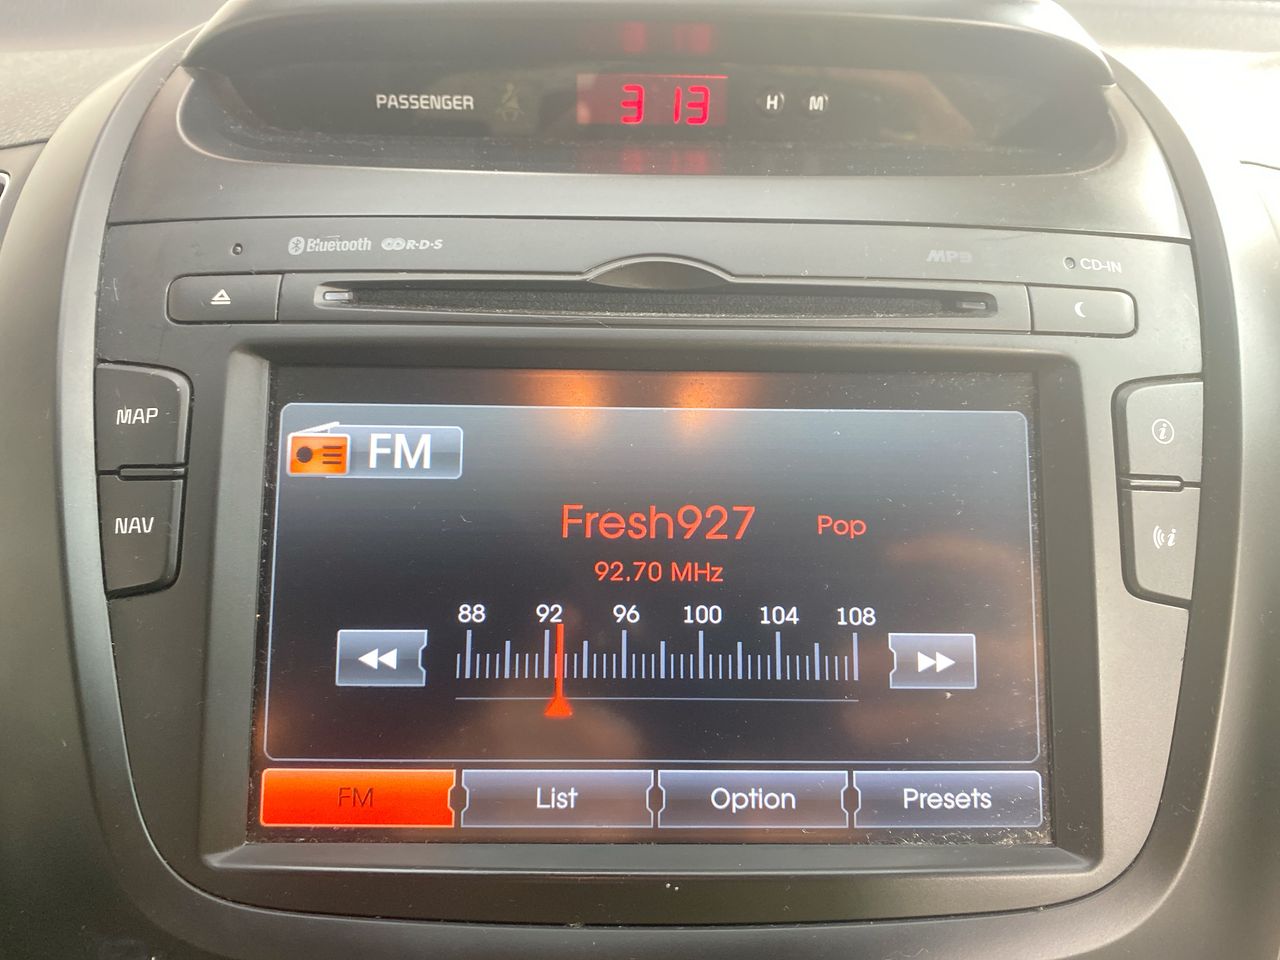 PASSENGER 3 13 H M
Bluetooth R·D·S MP3 CD-IN
MAP
NAV
FM
Fresh927 Pop
92.70 MHz
88 92 96 100 104 108
FM List Option Presets